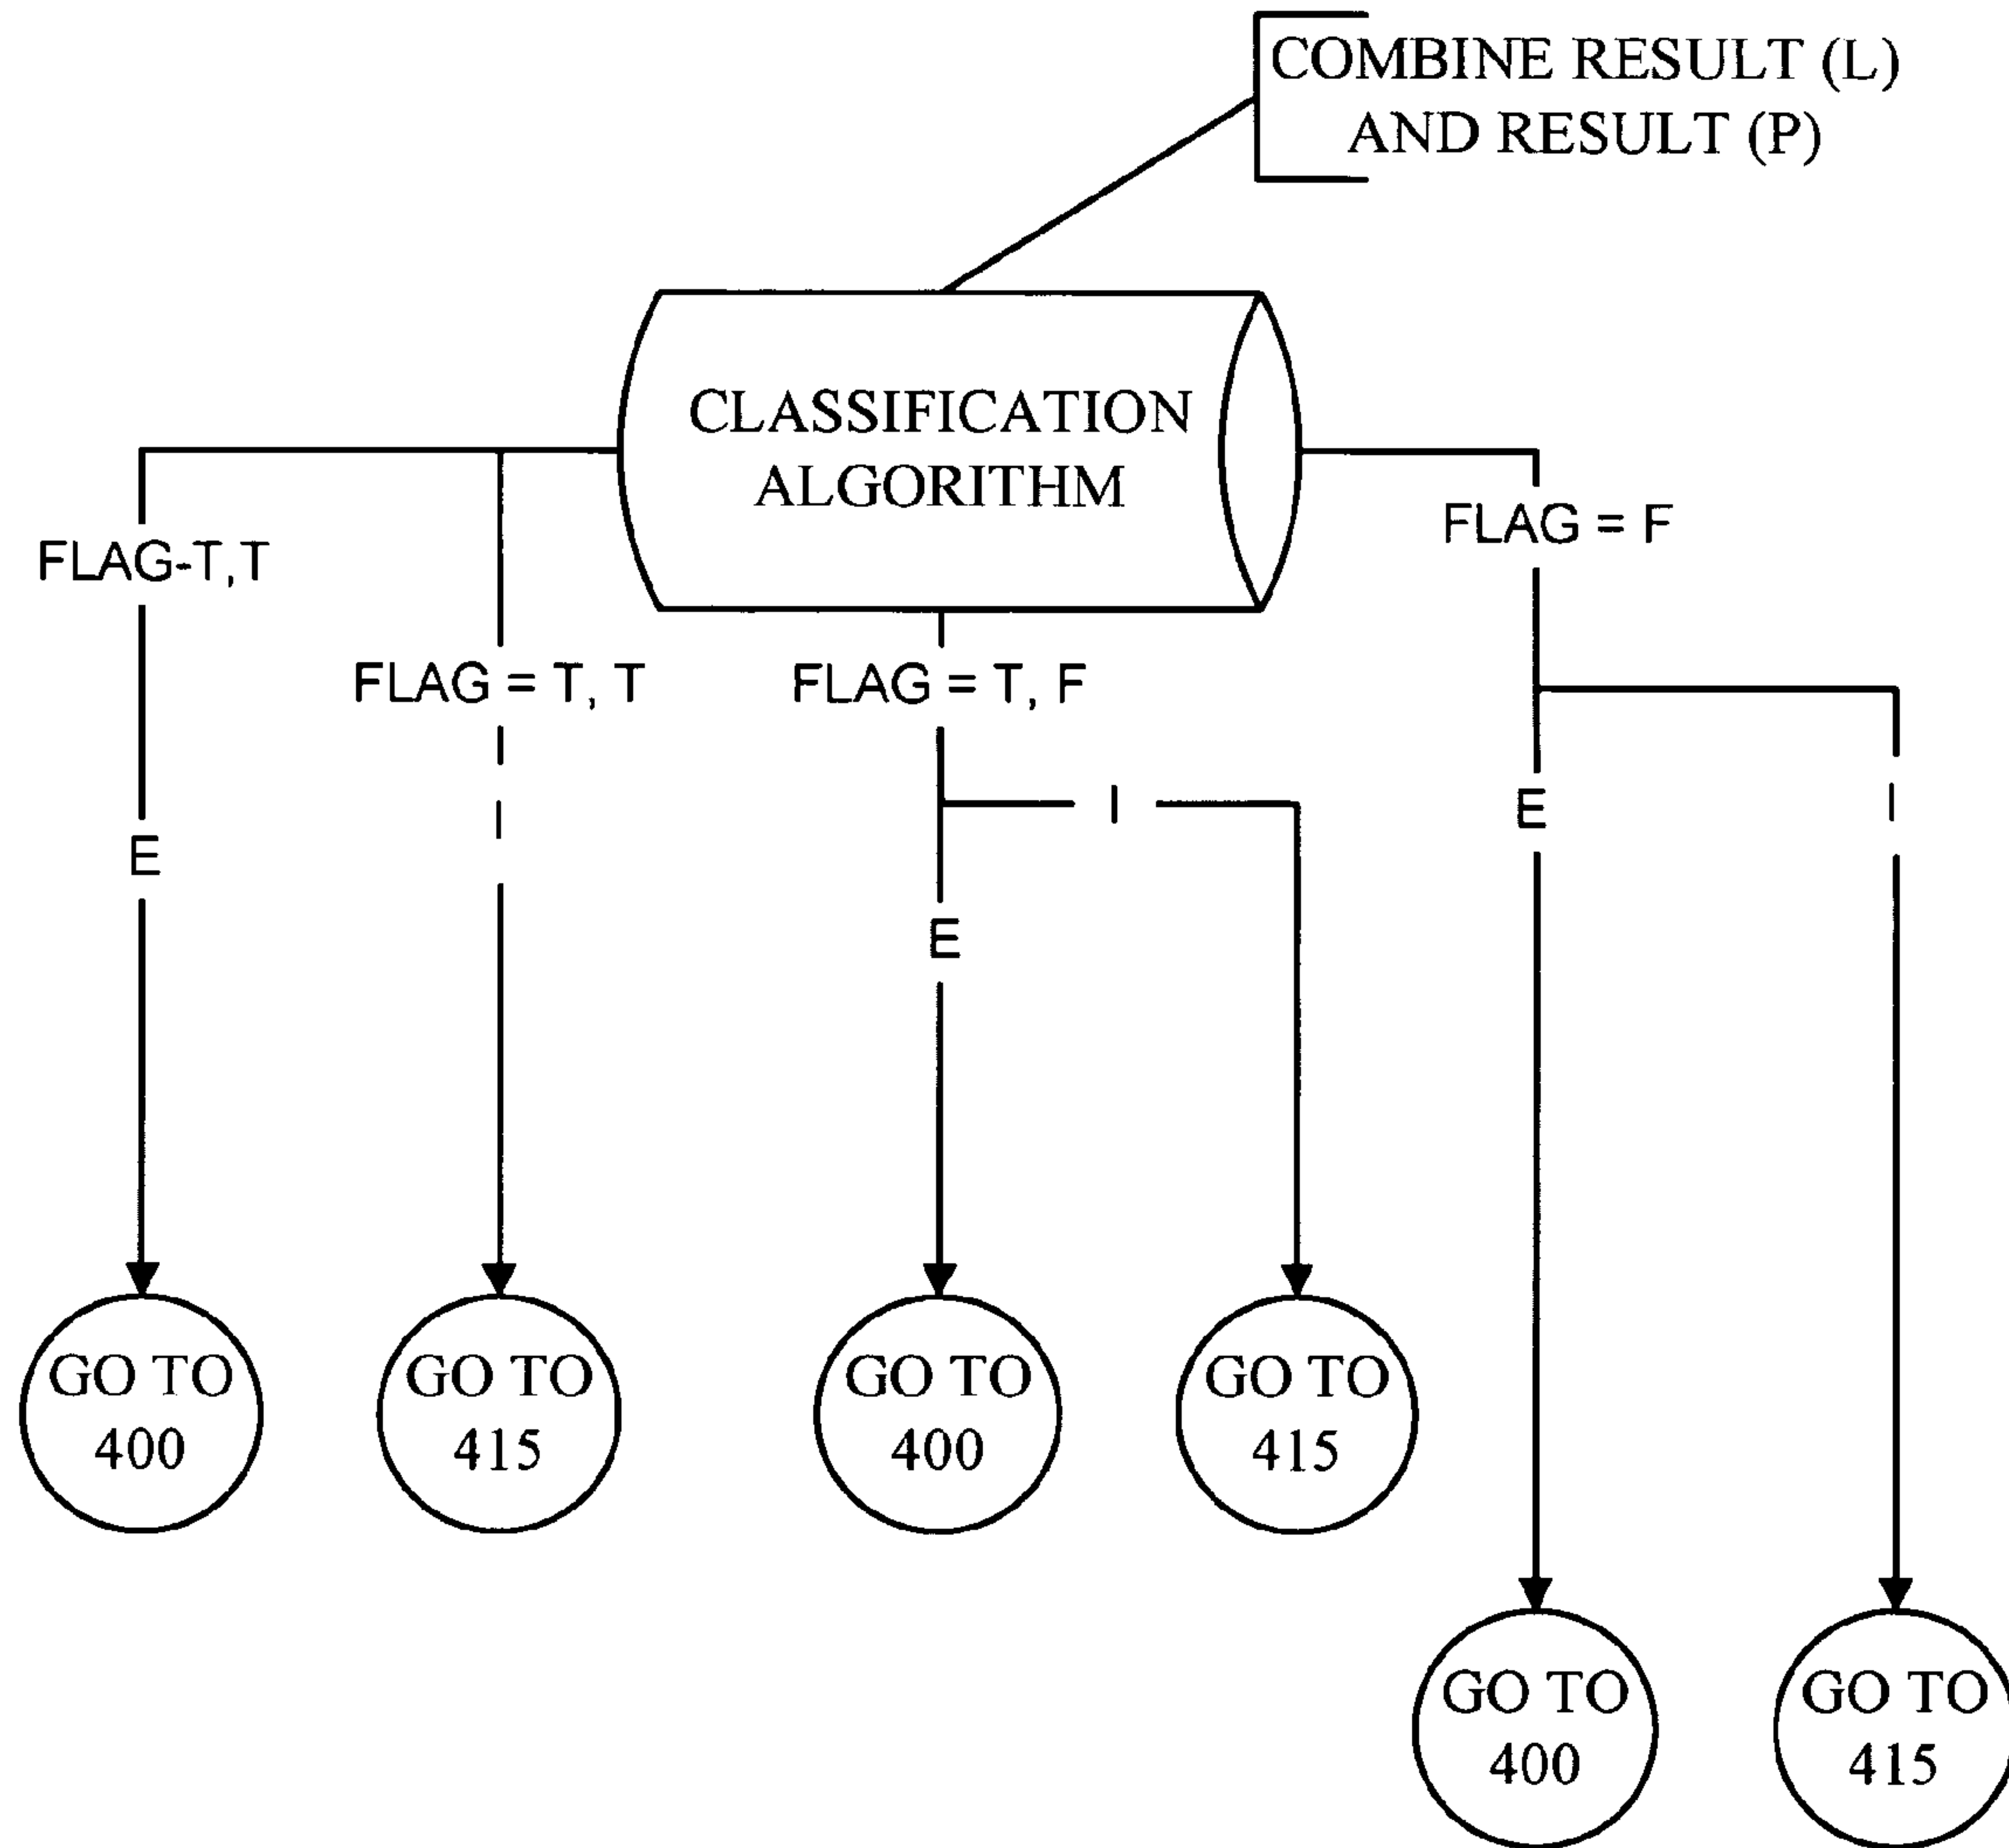 COMBINE RESULT (L)
AND RESULT (P)
CLASSIFICATION
ALGORITHM
FLAG-T,T
FLAG = T, T
FLAG = T, F
FLAG = F
E
I
I
E
E
I
GO TO
400
GO TO
415
GO TO
400
GO TO
415
GO TO
400
GO TO
415